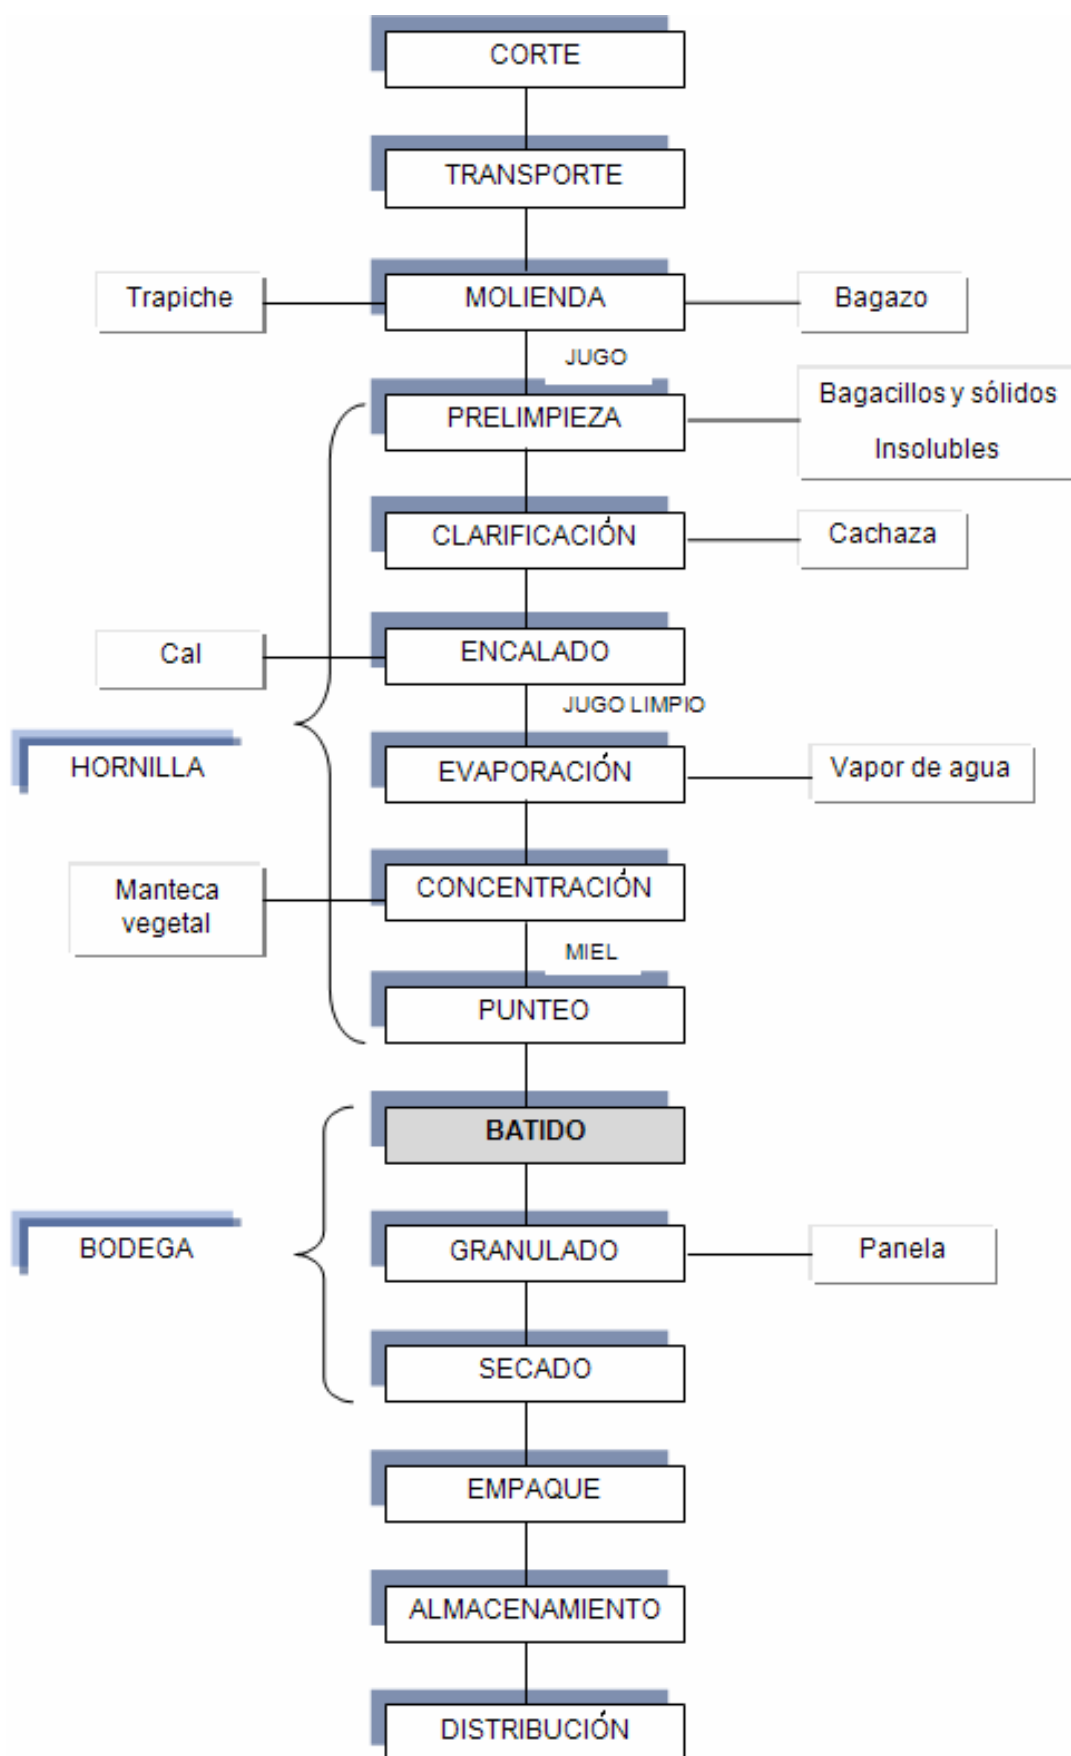 CORTE
TRANSPORTE
Trapiche
MOLIENDA
Bagazo
JUGO
PRELIMPIEZA
Bagacillos y sólidos
Insolubles
CLARIFICACIÓN
Cachaza
Cal
ENCALADO
JUGO LIMPIO
HORNILLA
EVAPORACIÓN
Vapor de agua
Manteca
vegetal
CONCENTRACIÓN
MIEL
PUNTEO
BATIDO
BODEGA
GRANULADO
Panela
SECADO
EMPAQUE
ALMACENAMIENTO
DISTRIBUCIÓN